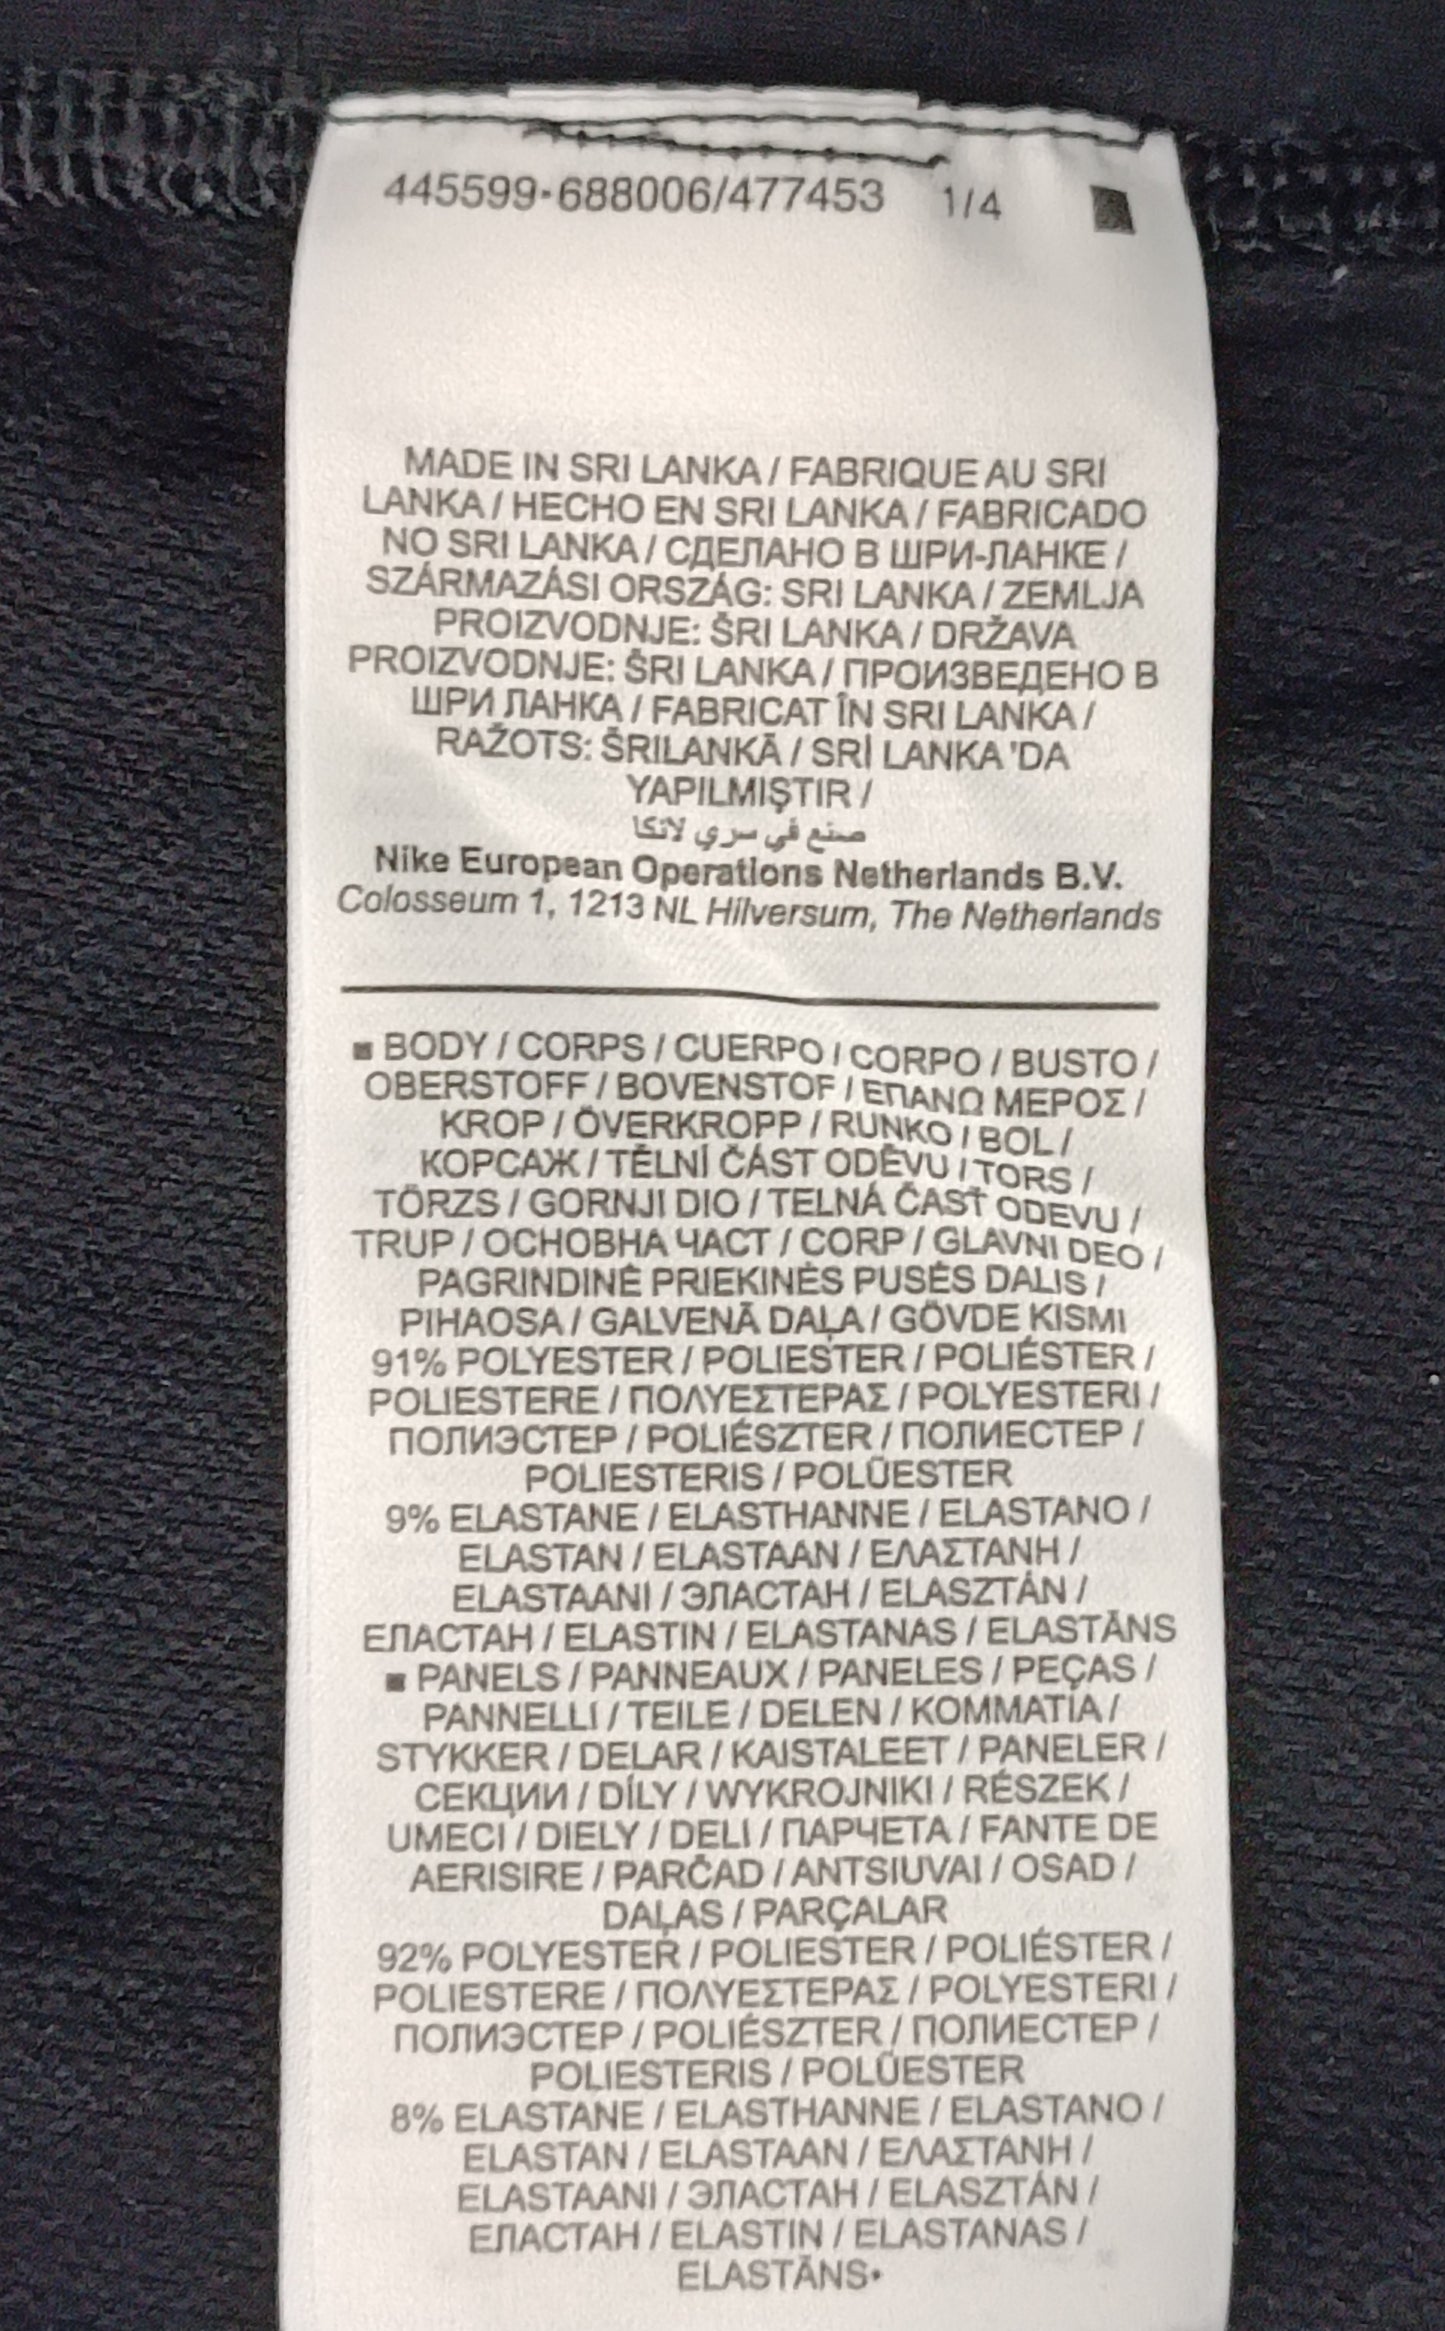 445599-688006/477453 1/4
MADE IN SRI LANKA / FABRIQUE AU SRI
LANKA / HECHO EN SRI LANKA / FABRICADO
NO SRI LANKA / СДЕЛАНО В ШРИ-ЛАНКЕ /
SZÁRMAZÁSI ORSZÁG: SRI LANKA / ZEMLJA
PROIZVODNJE: ŠRI LANKA / DRŽAVA
PROIZVODNJE: ŠRI LANKA / ПРОИЗВЕДЕНО В
ШРИ ЛАНКА / FABRICAT ÎN SRI LANKA /
RAŽOTS: ŠRILANKĀ / SRİ LANKA 'DA
YAPILMIŞTIR /
صنع في سري لانكا
Nike European Operations Netherlands B.V.
Colosseum 1, 1213 NL Hilversum, The Netherlands
■ BODY / CORPS / CUERPO / CORPO / BUSTO /
OBERSTOFF / BOVENSTOF / ΕΠΑΝΩ ΜΕΡΟΣ /
KROP / ÖVERKROPP / RUNKO / BOL /
КОРСАЖ / TĚLNÍ ČÁST ODĚVU / TORS /
TÖRZS / GORNJI DIO / TELNÁ ČASŤ ODEVU /
TRUP / ОСНОВНА ЧАСТ / CORP / GLAVNI DEO /
PAGRINDINĖ PRIEKINĖS PUSĖS DALIS /
PIHAOSA / GALVENĀ DAĻA / GÖVDE KISMI
91% POLYESTER / POLIESTER / POLIÉSTER /
POLIESTERE / ΠΟΛΥΕΣΤΕΡΑΣ / POLYESTERI /
ПОЛИЭСТЕР / POLIÉSZTER / ПОЛИЕСТЕР /
POLIESTERIS / POLÜESTER
9% ELASTANE / ELASTHANNE / ELASTANO /
ELASTAN / ELASTAAN / ΕΛΑΣΤΑΝΗ /
ELASTAANI / ЭЛАСТАН / ELASZTÁN /
ЕЛАСТАН / ELASTIN / ELASTANAS / ELASTĀNS
■ PANELS / PANNEAUX / PANELES / PEÇAS /
PANNELLI / TEILE / DELEN / ΚΟΜΜΑΤΙΑ /
STYKKER / DELAR / KAISTALEET / PANELER /
СЕКЦИИ / DÍLY / WYKROJNIKI / RÉSZEK /
UMECI / DIELY / DELI / ПАРЧЕТА / FANTE DE
AERISIRE / PARČAD / ANTSIUVAI / OSAD /
DAĻAS / PARÇALAR
92% POLYESTER / POLIESTER / POLIÉSTER /
POLIESTERE / ΠΟΛΥΕΣΤΕΡΑΣ / POLYESTERI /
ПОЛИЭСТЕР / POLIÉSZTER / ПОЛИЕСТЕР /
POLIESTERIS / POLÜESTER
8% ELASTANE / ELASTHANNE / ELASTANO /
ELASTAN / ELASTAAN / ΕΛΑΣΤΑΝΗ /
ELASTAANI / ЭЛАСТАН / ELASZTÁN /
ЕЛАСТАН / ELASTIN / ELASTANAS /
ELASTĀNS•